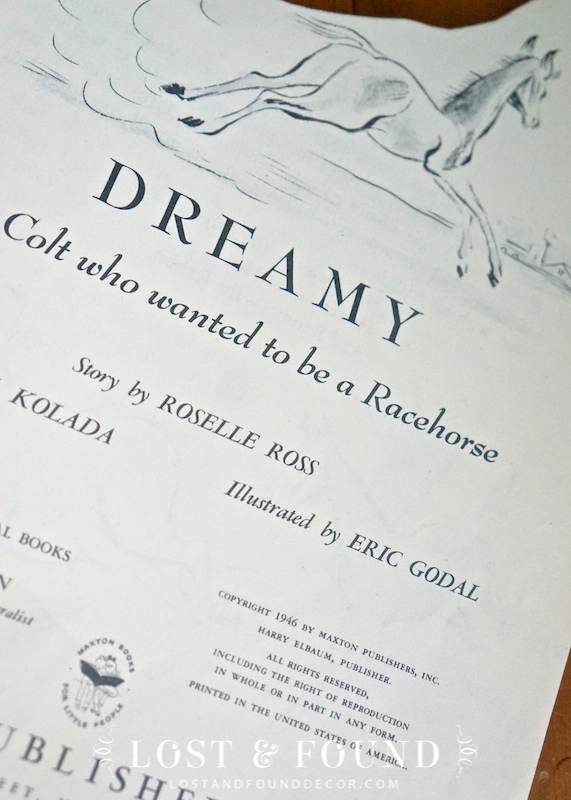 DREAMY
Colt who wanted to be a Racehorse
Story by ROSELLE ROSS
KOLADA
Illustrated by ERIC GODAL
BOOKS
COPYRIGHT 1946 BY MAXTON PUBLISHERS, INC.
HARRY ELBAUM, PUBLISHER.
ALL RIGHTS RESERVED,
INCLUDING THE RIGHT OF REPRODUCTION
IN WHOLE OR IN PART IN ANY FORM.
PRINTED IN THE UNITED STATES OF AMERICA.
MAXTON BOOKS
FOR LITTLE PEOPLE
LOST & FOUND
LOSTANDFOUNDDECOR.COM